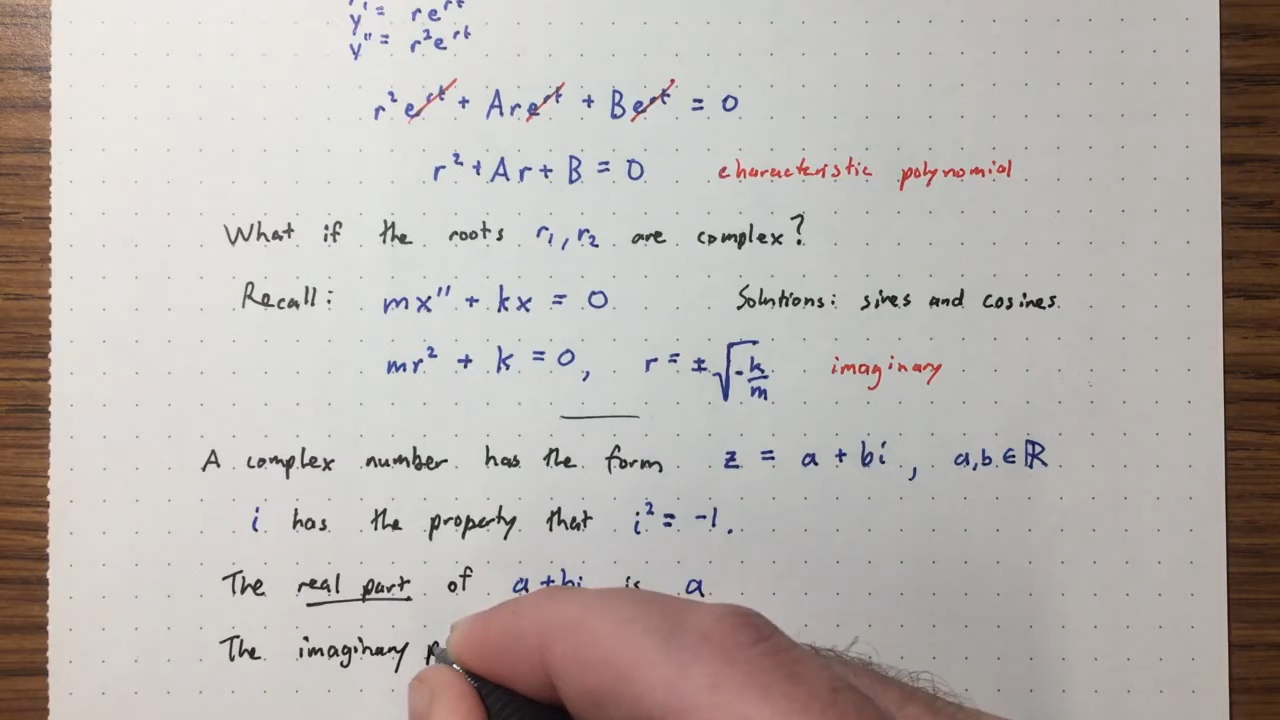 y' = re^rt
y'' = r²e^rt
r²e^rt + Are^rt + Be^rt = 0
r² + Ar + B = 0 characteristic polynomial
What if the roots r₁, r₂ are complex?
Recall: mx'' + kx = 0 Solutions: sines and cosines.
mr² + k = 0, r = ± √(-k/m) imaginary
A complex number has the form z = a + bi, a,b ∈ ℝ
i has the property that i² = -1.
The real part of a+bi is a
The imaginary